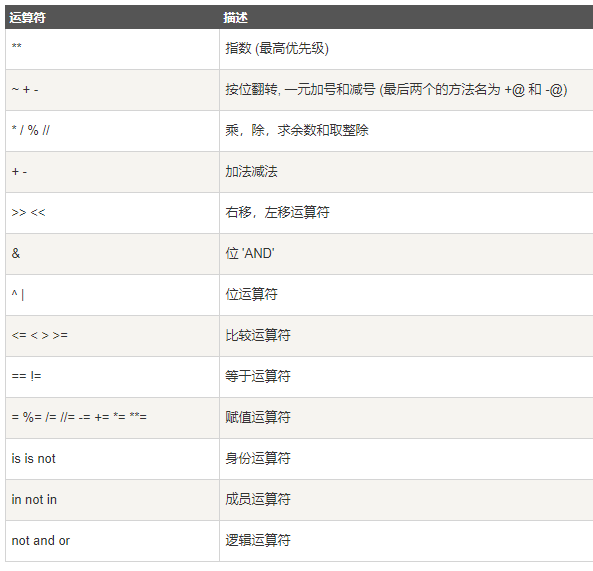 运算符 描述
** 指数 (最高优先级)
~ + - 按位翻转, 一元加号和减号 (最后两个的方法名为 +@ 和 -@)
* / % // 乘，除，求余数和取整除
+ - 加法减法
>> << 右移，左移运算符
& 位 'AND'
^ | 位运算符
<= < > >= 比较运算符
== != 等于运算符
= %= /= //= -= += *= **= 赋值运算符
is is not 身份运算符
in not in 成员运算符
not and or 逻辑运算符